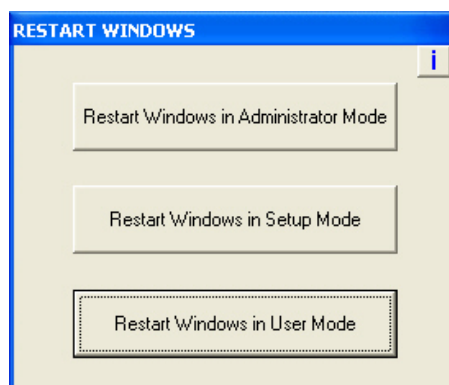 RESTART WINDOWS
i
Restart Windows in Administrator Mode
Restart Windows in Setup Mode
Restart Windows in User Mode